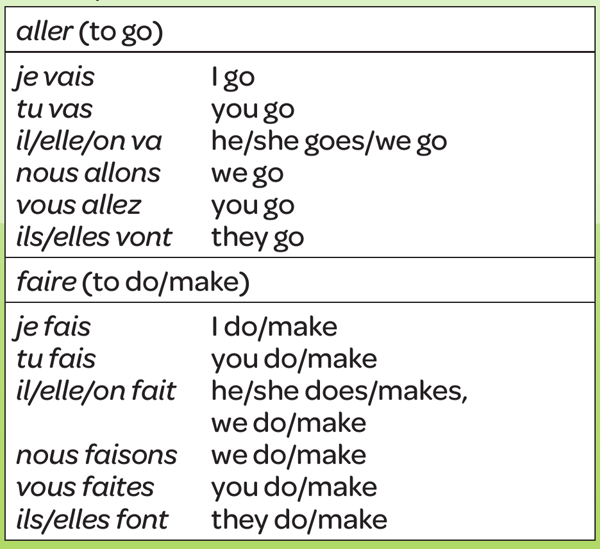 aller (to go)
je vais I go
tu vas you go
il/elle/on va he/she goes/we go
nous allons we go
vous allez you go
ils/elles vont they go
faire (to do/make)
je fais I do/make
tu fais you do/make
il/elle/on fait he/she does/makes,
we do/make
nous faisons we do/make
vous faites you do/make
ils/elles font they do/make